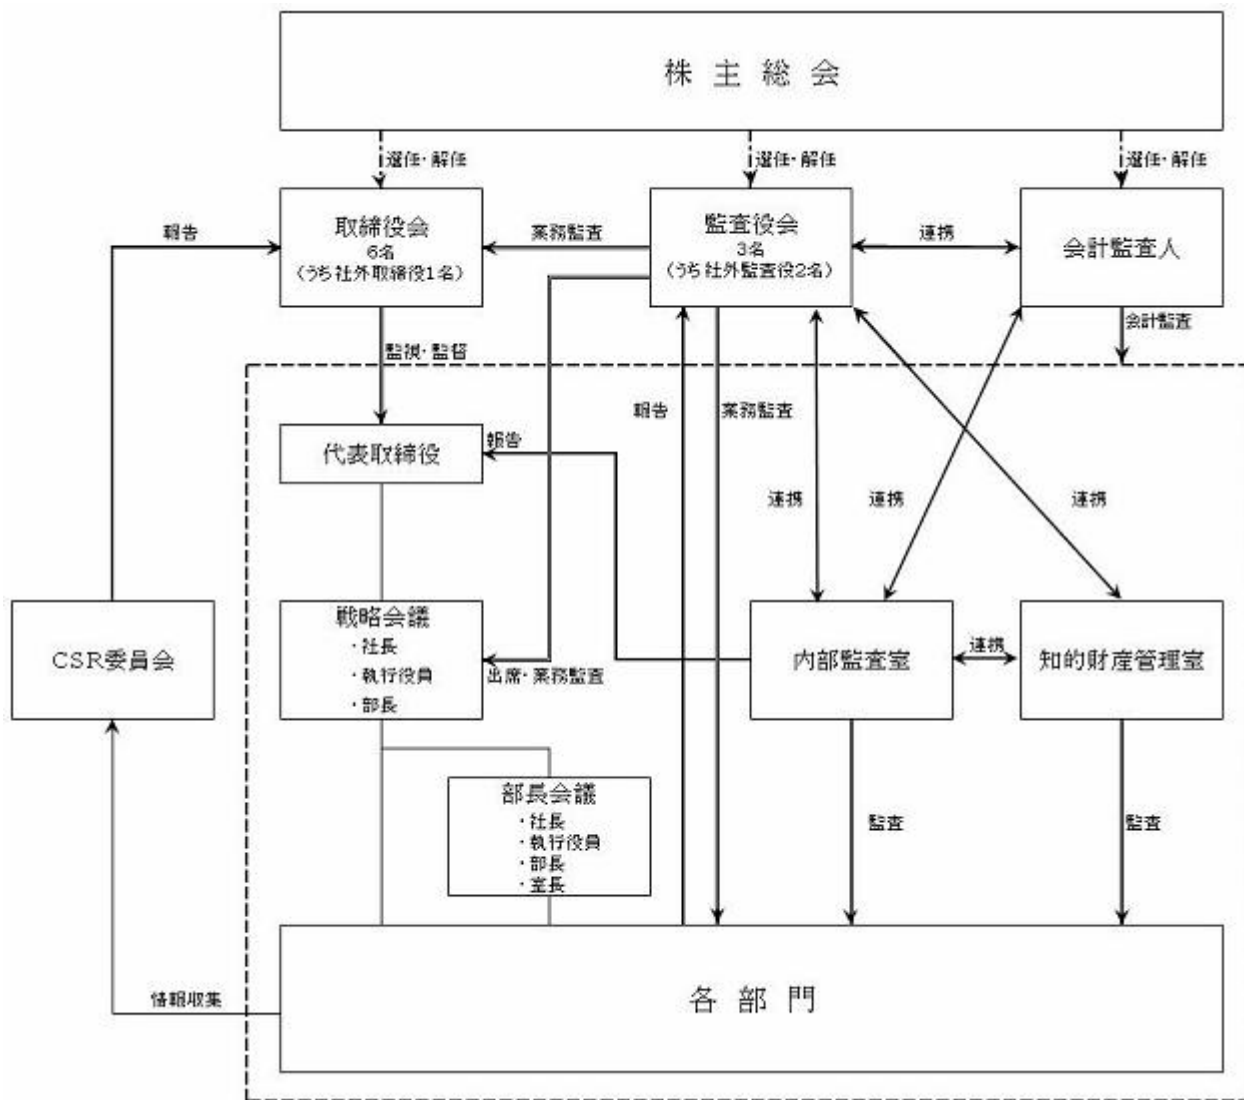 株主総会
選任・解任
選任・解任
選任・解任
取締役会
6名
(うち社外取締役1名)
監査役会
3名
(うち社外監査役2名)
会計監査人
報告
業務監査
連携
会計監査
監視・監督
代表取締役
報告
報告
業務監査
連携
連携
連携
CSR委員会
戦略会議
・社長
・執行役員
・部長
出席・業務監査
内部監査室
連携
知的財産管理室
部長会議
・社長
・執行役員
・部長
・室長
監査
監査
情報収集
各部門